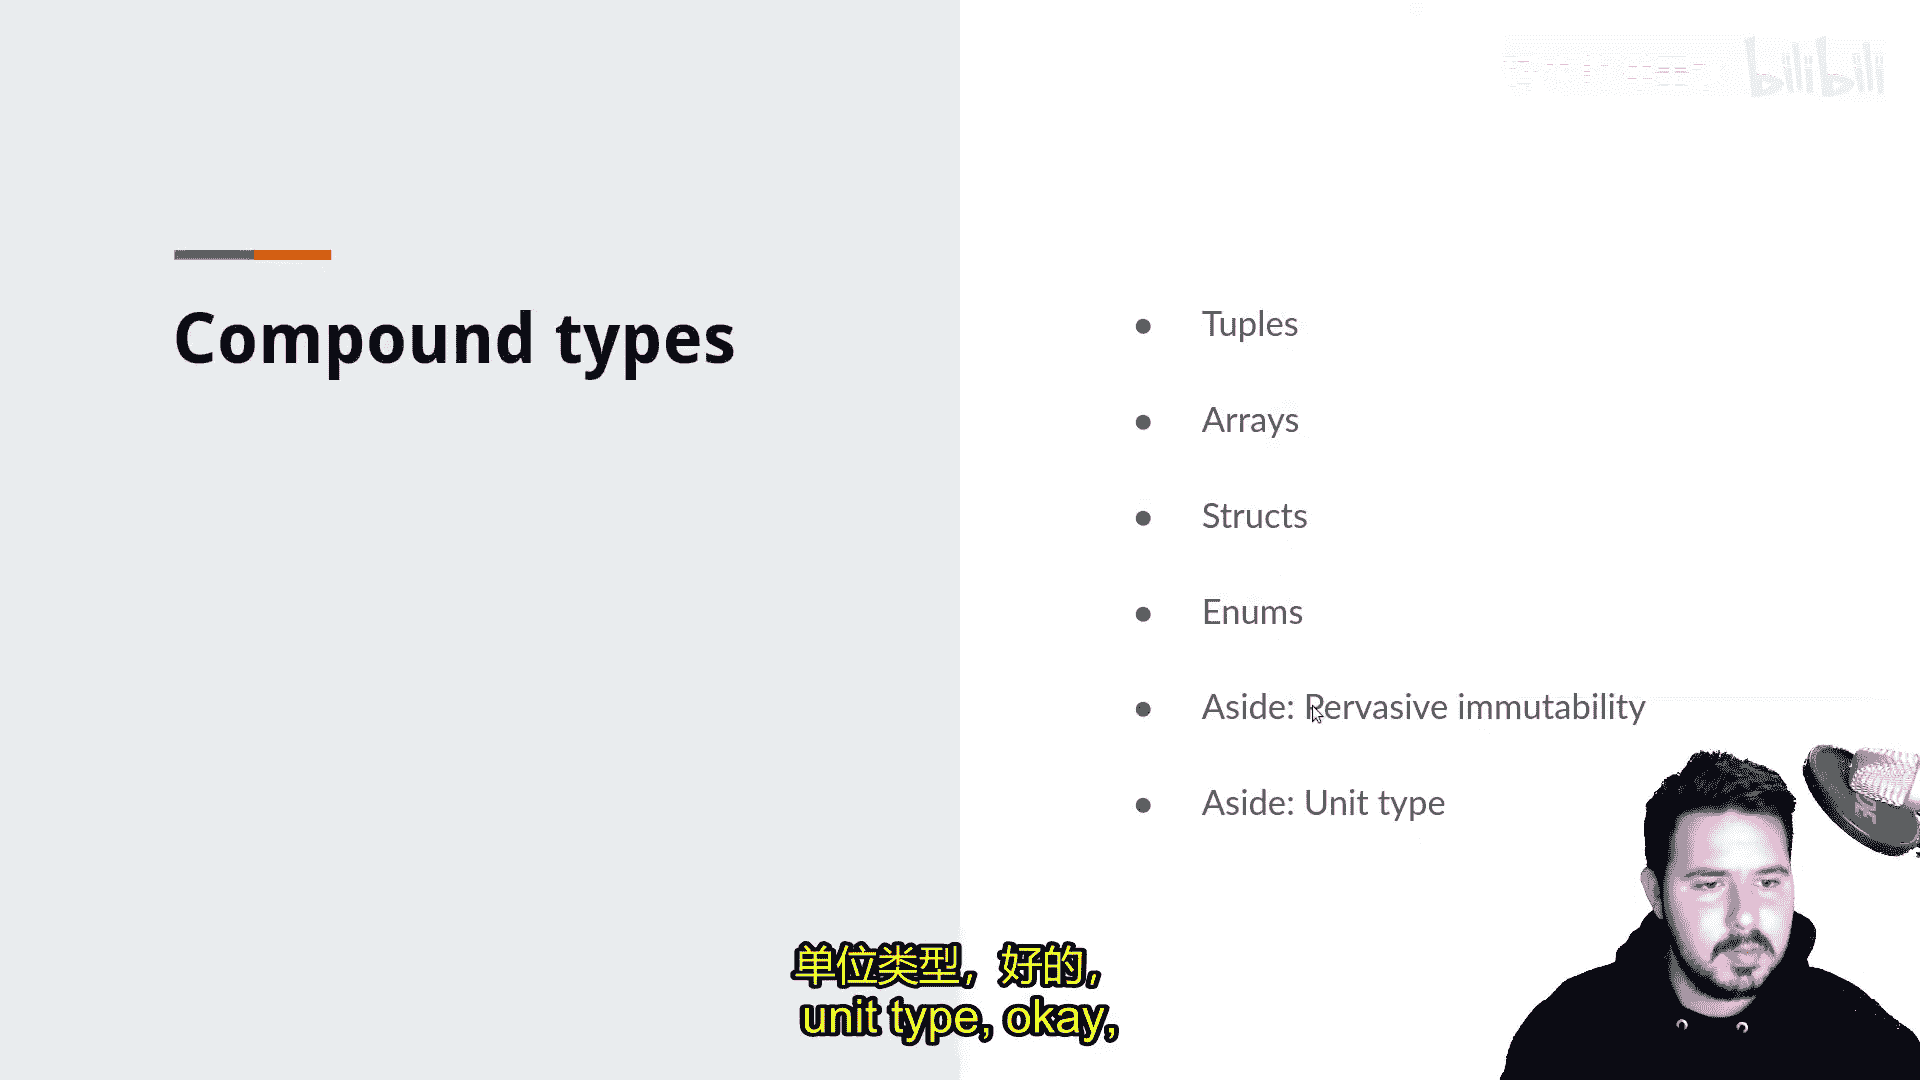 bilibili
Compound types
Tuples
Arrays
Structs
Enums
Aside: Pervasive immutability
Aside: Unit type
单位类型，好的，
unit type, okay,